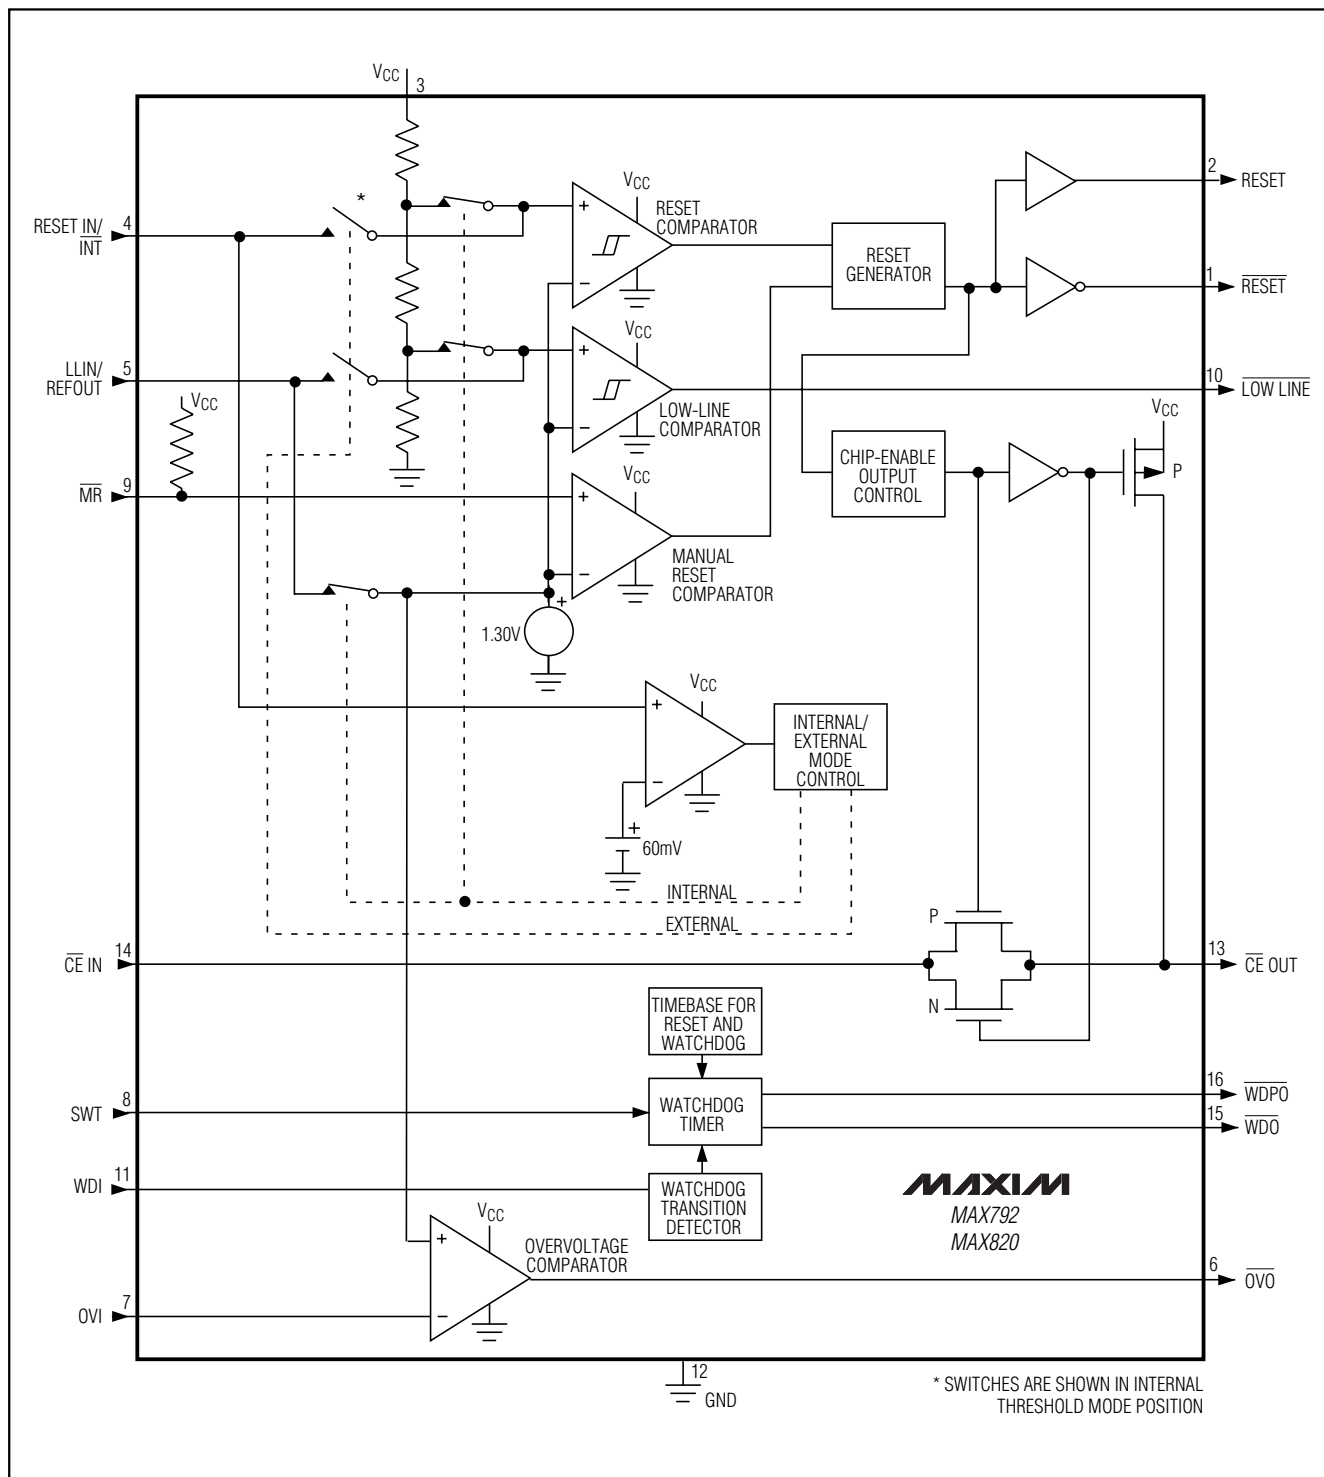 VCC
3
RESET IN/
INT
4
*
VCC
RESET
COMPARATOR
+
−
RESET
GENERATOR
2
RESET
1
RESET
LLIN/
REFOUT
5
VCC
+
−
LOW-LINE
COMPARATOR
10
LOW LINE
VCC
MR
9
VCC
+
−
MANUAL
RESET
COMPARATOR
CHIP-ENABLE
OUTPUT
CONTROL
VCC
P
1.30V
+
VCC
+
−
INTERNAL/
EXTERNAL
MODE
CONTROL
+
60mV
INTERNAL
EXTERNAL
CE IN
14
P
N
13
CE OUT
TIMEBASE FOR
RESET AND
WATCHDOG
SWT
8
WATCHDOG
TIMER
16
WDPO
15
WDO
WDI
11
WATCHDOG
TRANSITION
DETECTOR
MAXIM
MAX792
MAX820
VCC
+
−
OVERVOLTAGE
COMPARATOR
6
OVO
OVI
7
12
GND
* SWITCHES ARE SHOWN IN INTERNAL
THRESHOLD MODE POSITION